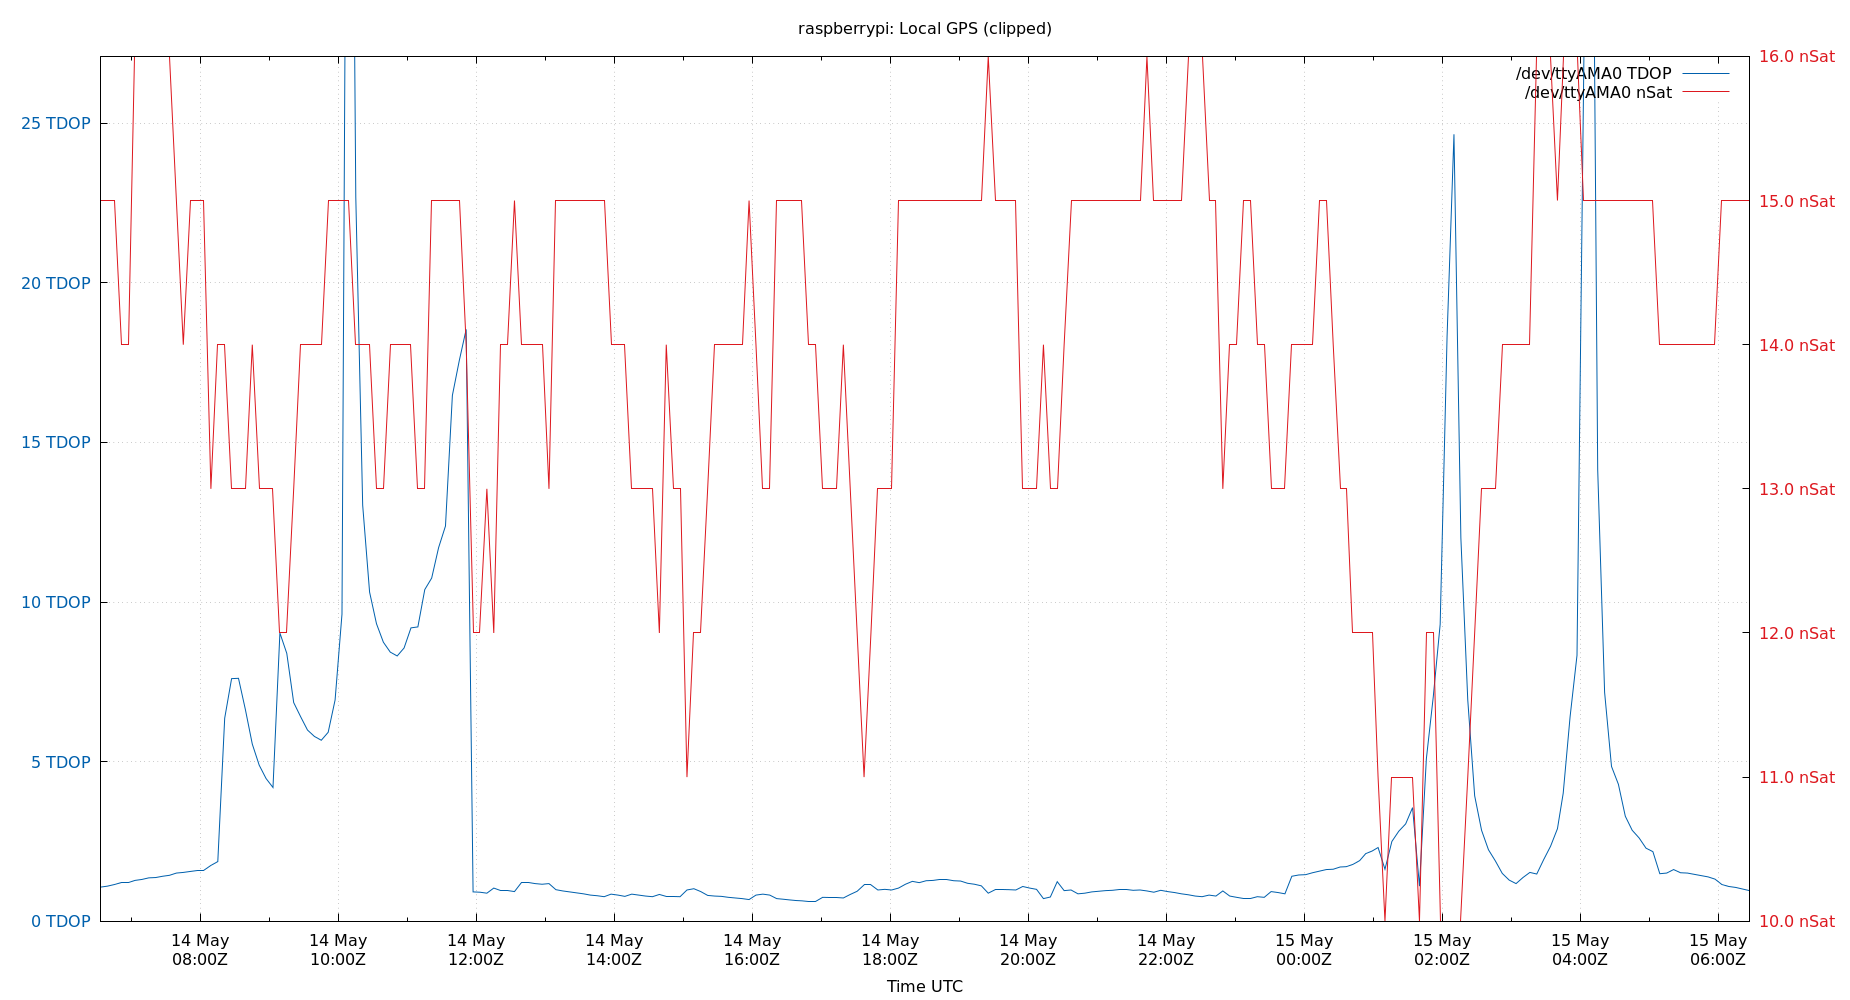 raspberrypi: Local GPS (clipped)
/dev/ttyAMA0 TDOP
/dev/ttyAMA0 nSat
25 TDOP
20 TDOP
15 TDOP
10 TDOP
5 TDOP
0 TDOP
16.0 nSat
15.0 nSat
14.0 nSat
13.0 nSat
12.0 nSat
11.0 nSat
10.0 nSat
14 May 14 May 14 May 14 May 14 May 14 May 14 May 14 May 15 May 15 May 15 May 15 May
08:00Z 10:00Z 12:00Z 14:00Z 16:00Z 18:00Z 20:00Z 22:00Z 00:00Z 02:00Z 04:00Z 06:00Z
Time UTC